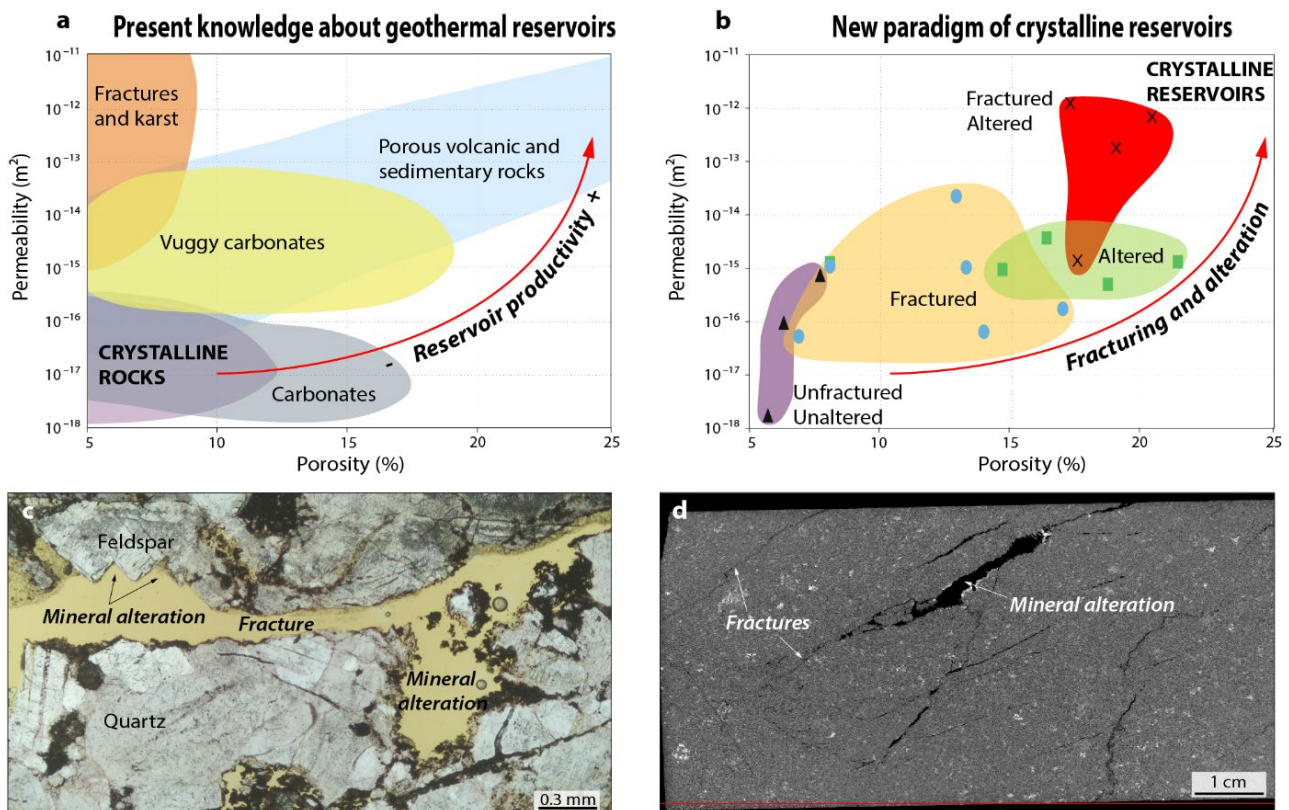 a Present knowledge about geothermal reservoirs
10⁻¹¹
10⁻¹²
10⁻¹³
10⁻¹⁴
10⁻¹⁵
10⁻¹⁶
10⁻¹⁷
10⁻¹⁸
Permeability (m²)
Fractures
and karst
Porous volcanic and
sedimentary rocks
Vuggy carbonates
CRYSTALLINE
ROCKS
Carbonates
- Reservoir productivity +
5 10 15 20 25
Porosity (%)
b New paradigm of crystalline reservoirs
10⁻¹¹
10⁻¹²
10⁻¹³
10⁻¹⁴
10⁻¹⁵
10⁻¹⁶
10⁻¹⁷
10⁻¹⁸
Permeability (m²)
CRYSTALLINE
RESERVOIRS
Fractured
Altered
Altered
Fractured
Unfractured
Unaltered
Fracturing and alteration
5 10 15 20 25
Porosity (%)
c
Feldspar
Mineral alteration
Fracture
Mineral
alteration
Quartz
0.3 mm
d
Fractures
Mineral alteration
1 cm